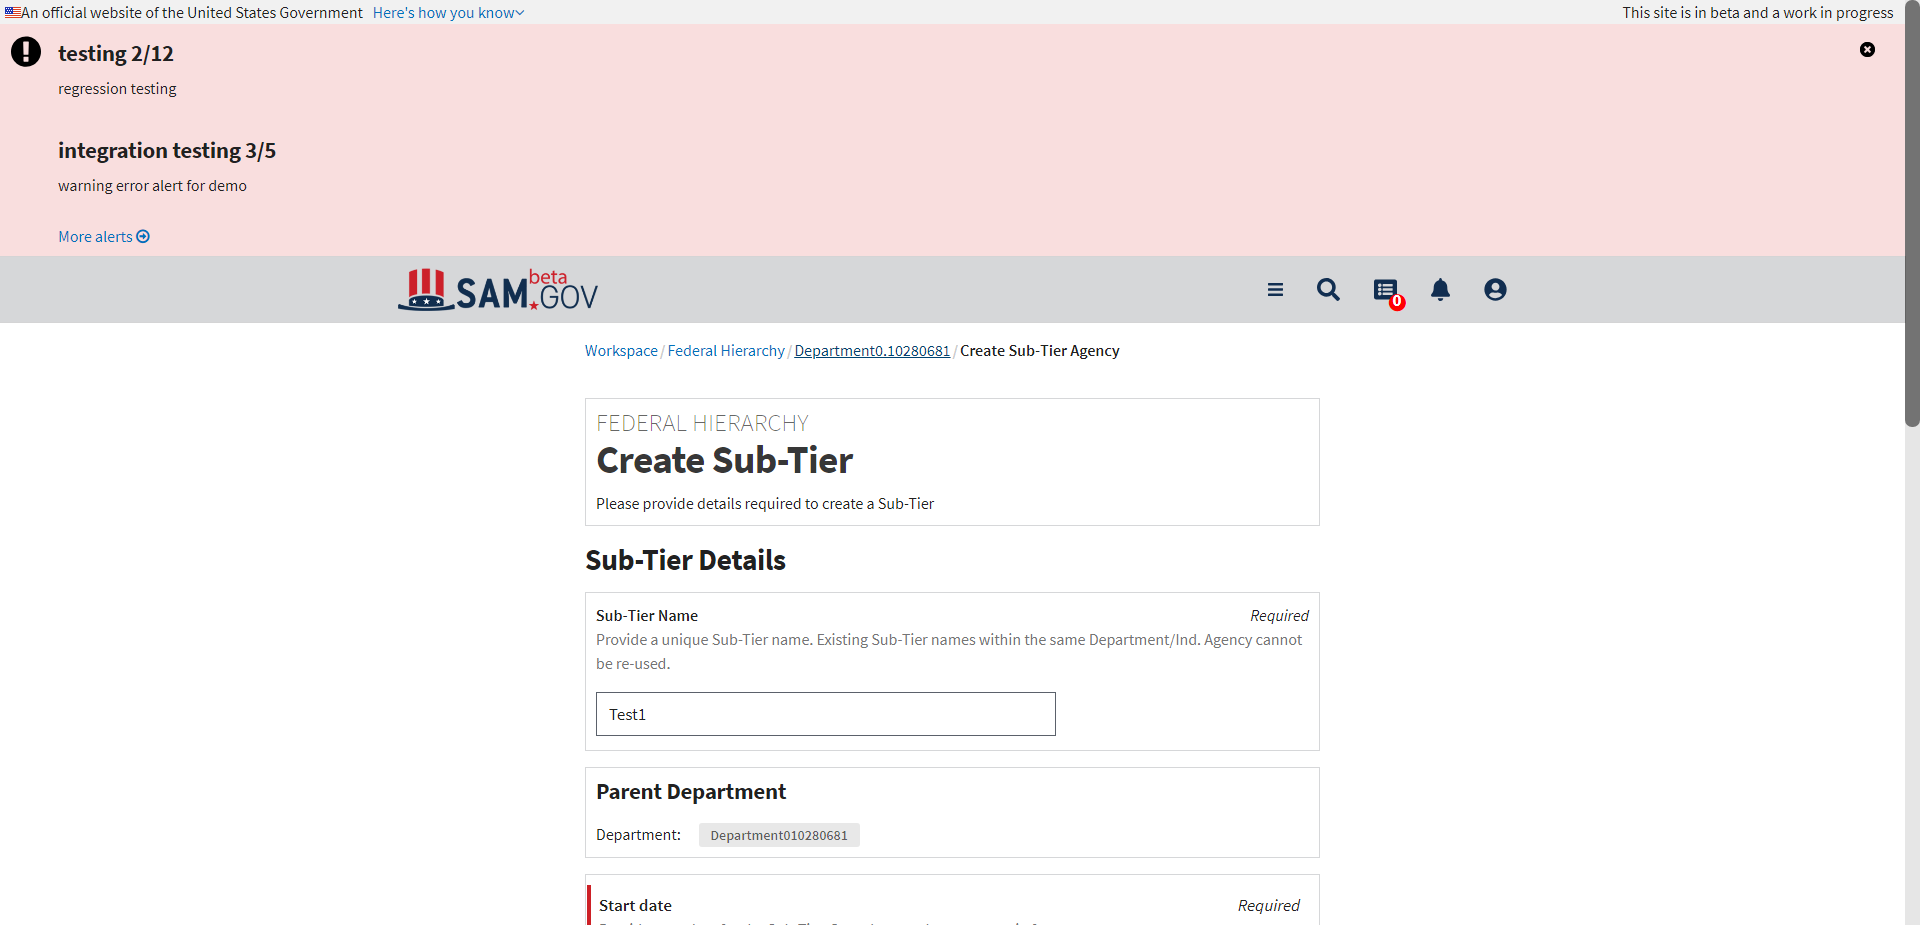 An official website of the United States Government Here's how you know
This site is in beta and a work in progress
testing 2/12
regression testing
integration testing 3/5
warning error alert for demo
More alerts
SAM.GOV beta
0
Workspace / Federal Hierarchy / Department0.10280681 / Create Sub-Tier Agency
FEDERAL HIERARCHY
Create Sub-Tier
Please provide details required to create a Sub-Tier
Sub-Tier Details
Sub-Tier Name Required
Provide a unique Sub-Tier name. Existing Sub-Tier names within the same Department/Ind. Agency cannot
be re-used.
Test1
Parent Department
Department: Department010280681
Start date Required